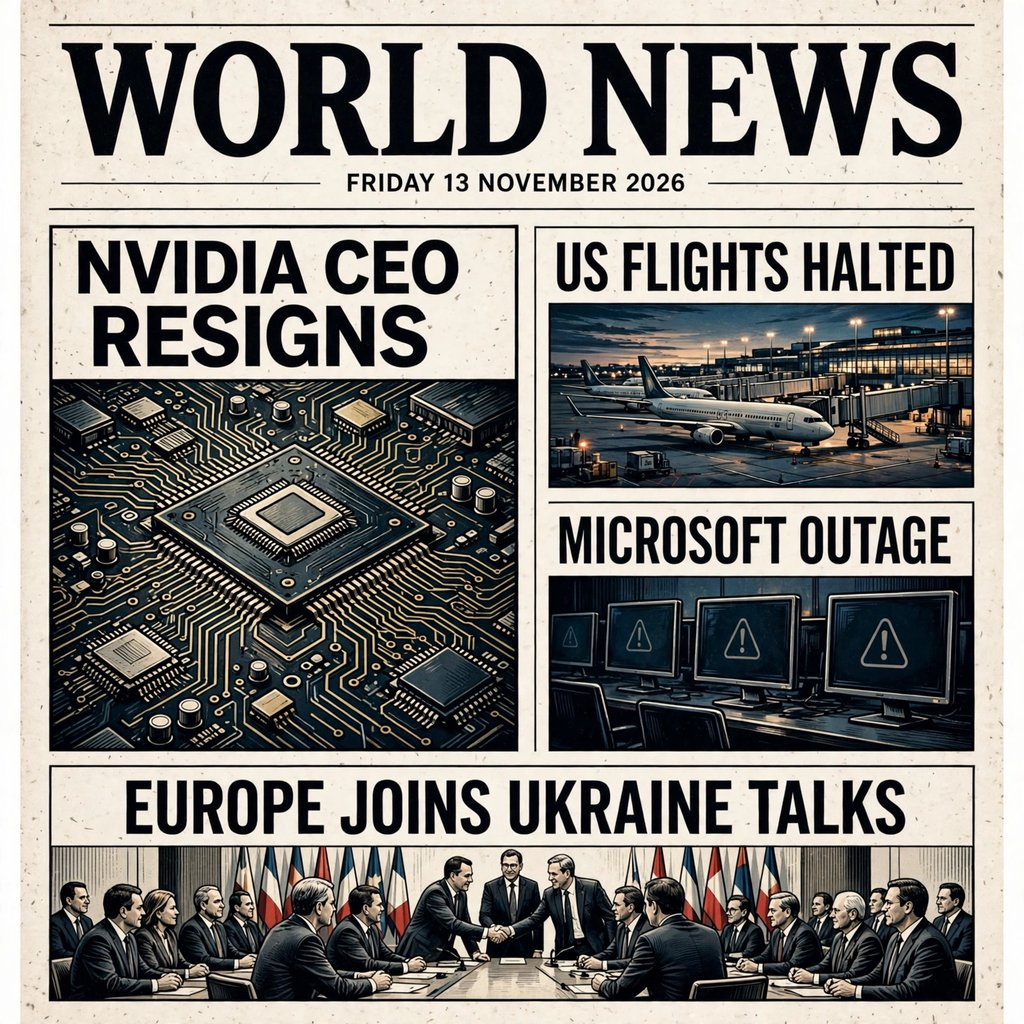 WORLD NEWS
FRIDAY 13 NOVEMBER 2026
NVIDIA CEO
RESIGNS
US FLIGHTS HALTED
MICROSOFT OUTAGE
EUROPE JOINS UKRAINE TALKS